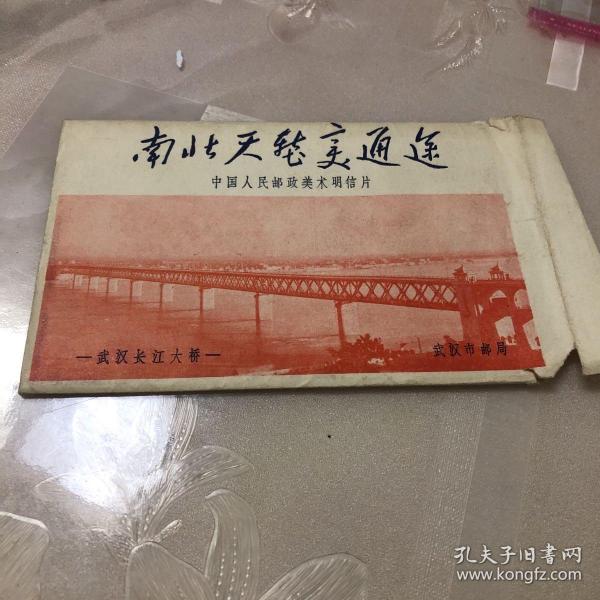 南北天堑变通途
中国人民邮政美术明信片
—武汉长江大桥—
武汉市邮局
孔夫子旧书网
www.kongfz.com